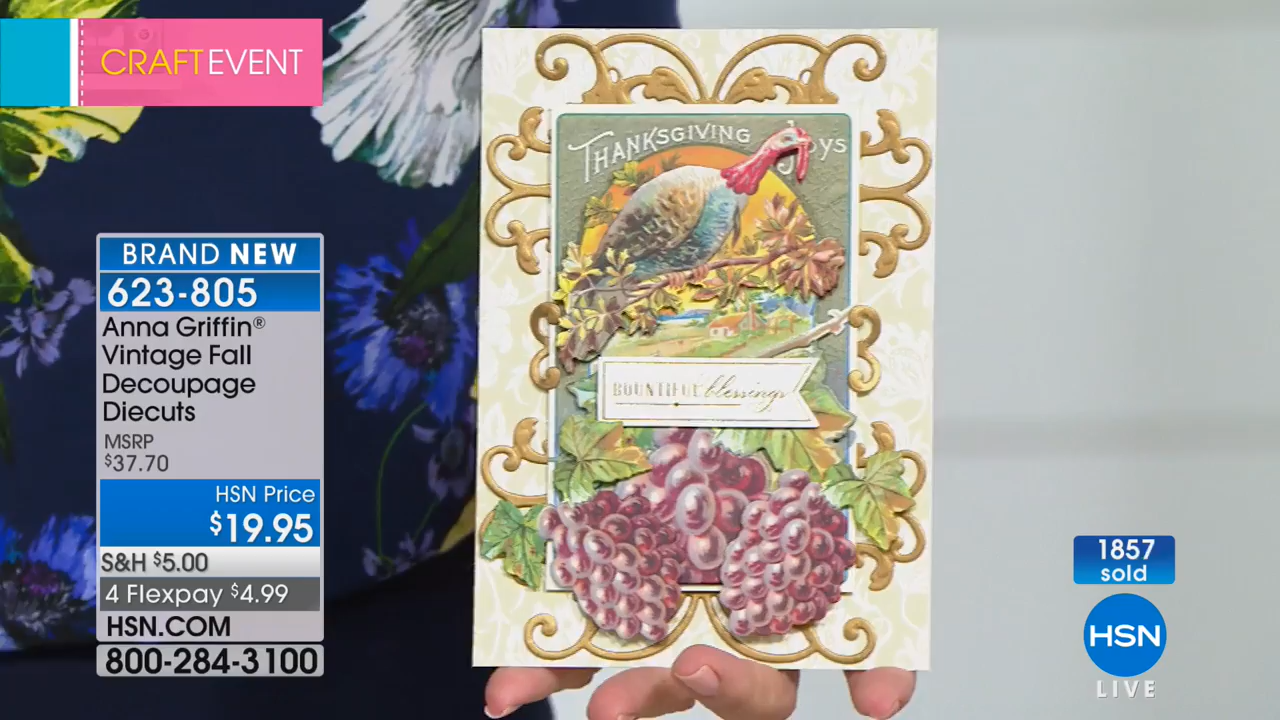 CRAFT EVENT
BRAND NEW
623-805
Anna Griffin®
Vintage Fall
Decoupage
Diecuts
MSRP
$37.70
HSN Price
$19.95
S&H $5.00
4 Flexpay $4.99
HSN.COM
800-284-3100
THANKSGIVING JOYS
BOUNTIFUL blessings
1857
sold
HSN
LIVE